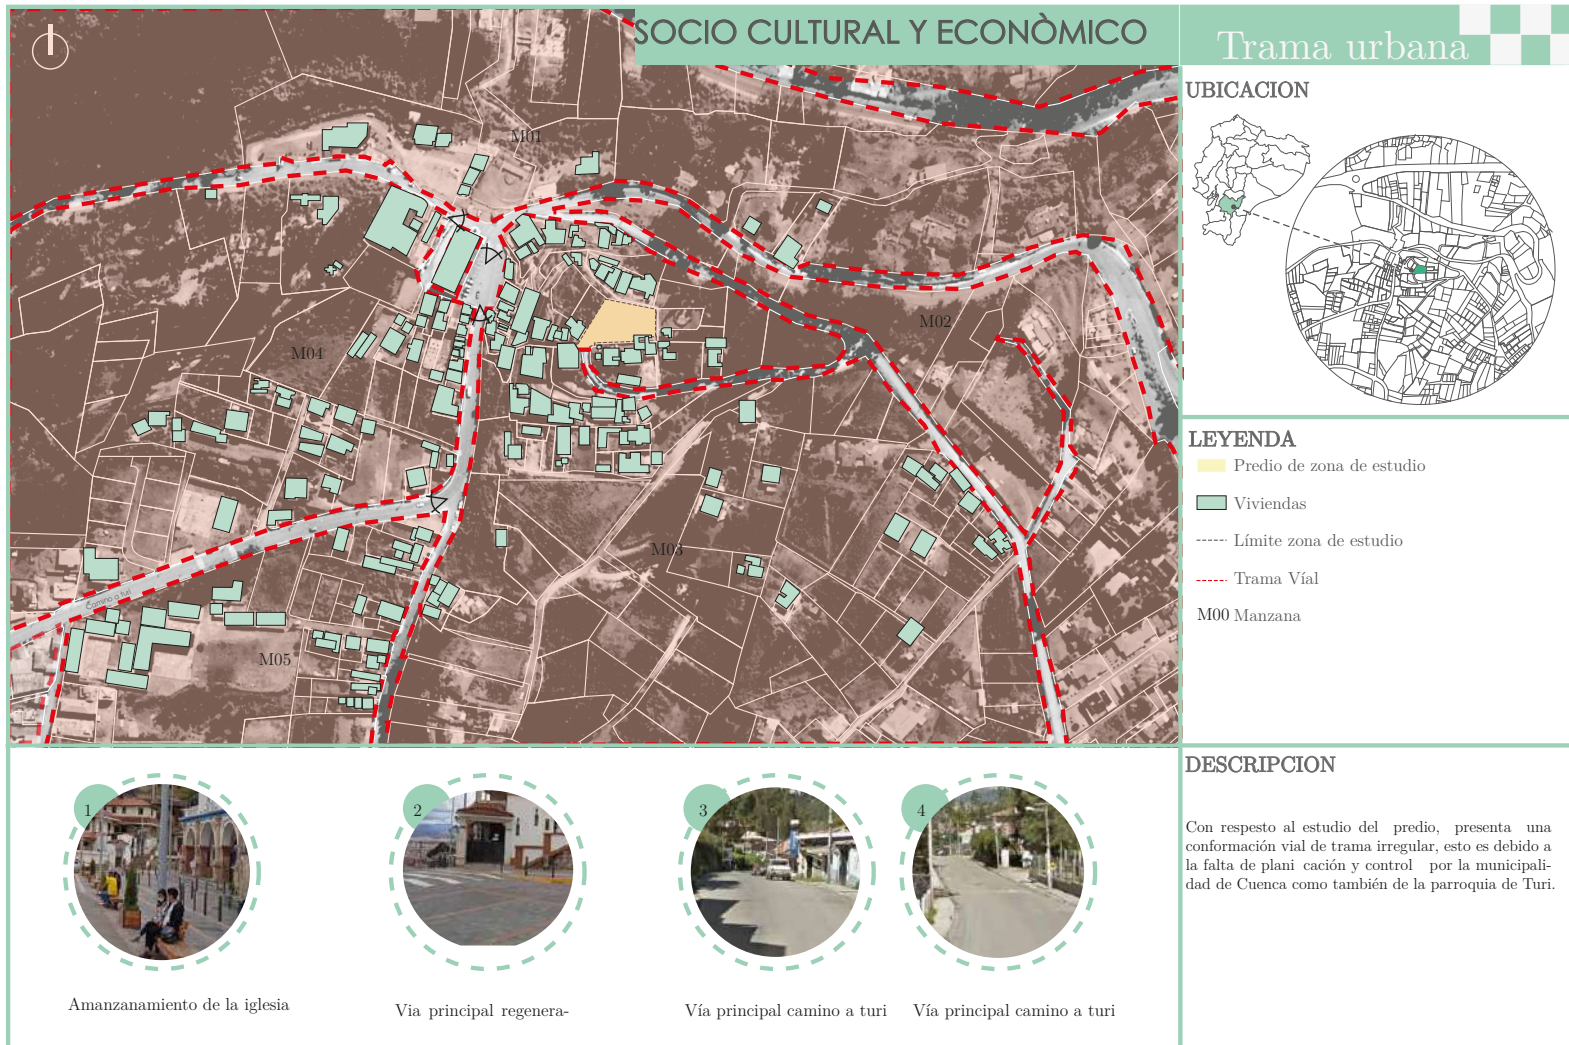 SOCIO CULTURAL Y ECONÒMICO
Trama urbana
UBICACION
M01
M02
M04
M03
M05
Camino a turi
LEYENDA
Predio de zona de estudio
Viviendas
Límite zona de estudio
Trama Víal
M00 Manzana
1
2
3
4
Amanzanamiento de la iglesia
Via principal regenera-
Vía principal camino a turi
Vía principal camino a turi
DESCRIPCION
Con respesto al estudio del predio, presenta una
conformación vial de trama irregular, esto es debido a
la falta de plani cación y control por la municipali-
dad de Cuenca como también de la parroquia de Turi.